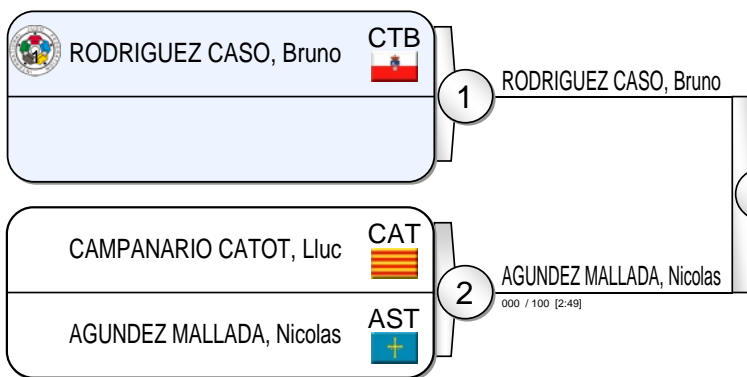 1 RODRIGUEZ CASO, Bruno CTB
1
RODRIGUEZ CASO, Bruno
CAMPANARIO CATOT, Lluc CAT
2
AGUNDEZ MALLADA, Nicolas
000 / 100 [2:49]
AGUNDEZ MALLADA, Nicolas AST